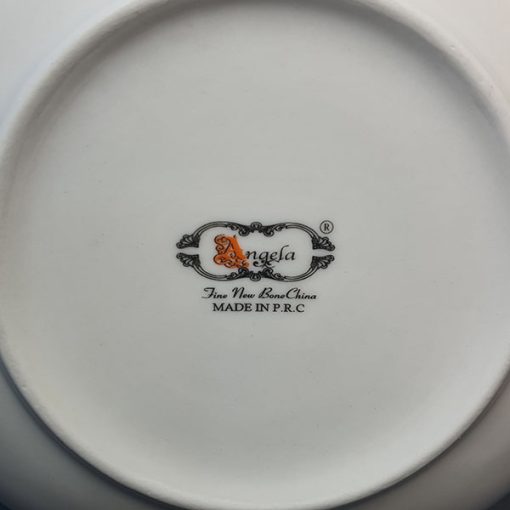 Angela ®
Fine New Bone China
MADE IN P.R.C